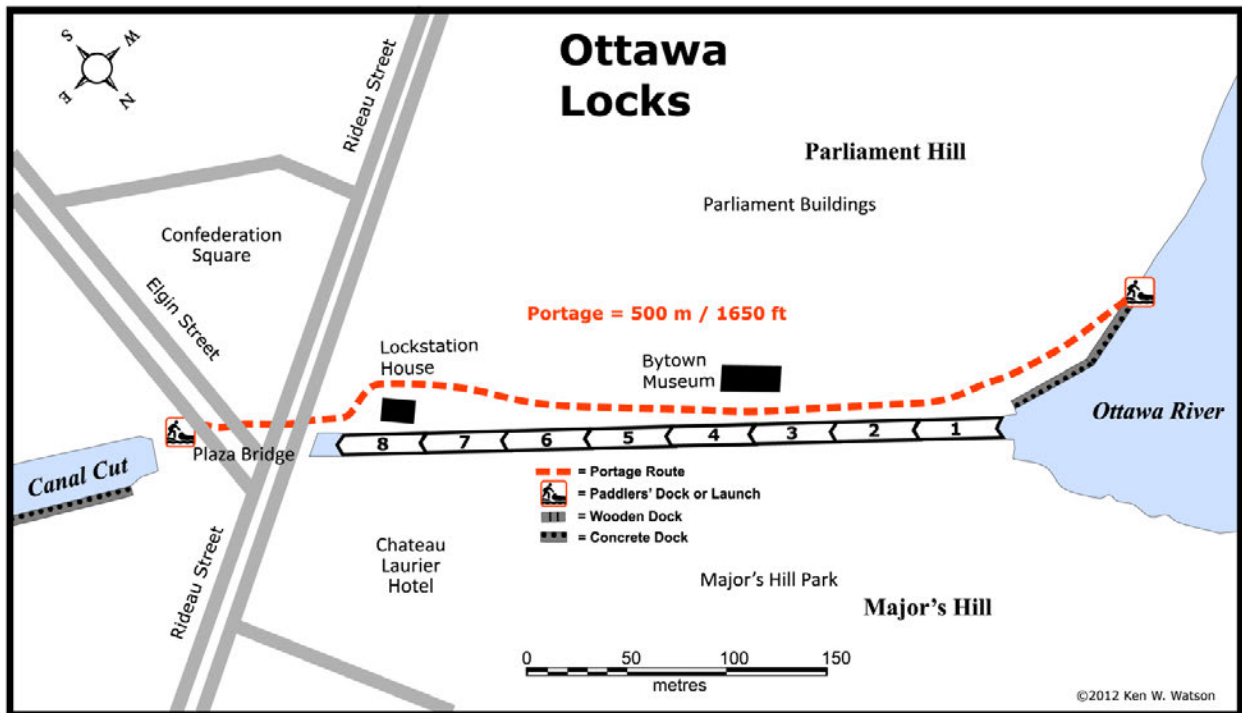 Ottawa
Locks
S
W
E
N
Rideau Street
Parliament Hill
Parliament Buildings
Confederation
Square
Elgin Street
Portage = 500 m / 1650 ft
Lockstation
House
Bytown
Museum
Ottawa River
Plaza Bridge
8
7
6
5
4
3
2
1
Canal Cut
= Portage Route
= Paddlers' Dock or Launch
= Wooden Dock
= Concrete Dock
Rideau Street
Chateau
Laurier
Hotel
Major's Hill Park
Major's Hill
0
50
100
150
metres
©2012 Ken W. Watson